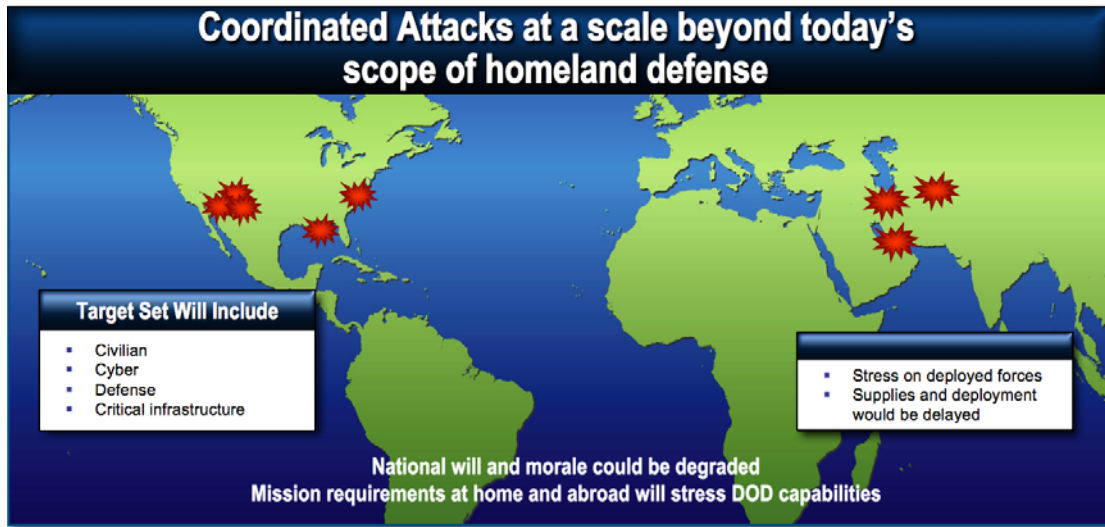 Coordinated Attacks at a scale beyond today's
scope of homeland defense
Target Set Will Include
▪ Civilian
▪ Cyber
▪ Defense
▪ Critical infrastructure
▪ Stress on deployed forces
▪ Supplies and deployment
would be delayed
National will and morale could be degraded
Mission requirements at home and abroad will stress DOD capabilities